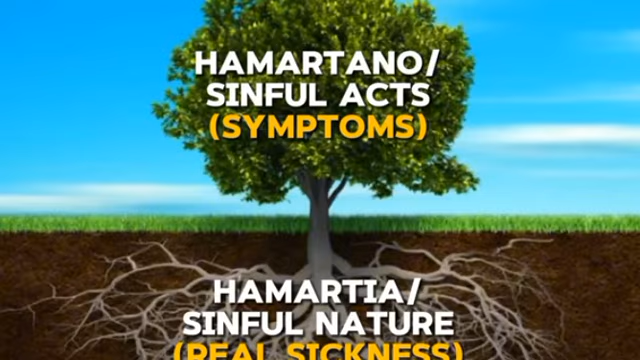 HAMARTANO/
SINFUL ACTS
(SYMPTOMS)
HAMARTIA/
SINFUL NATURE
(REAL SICKNESS)